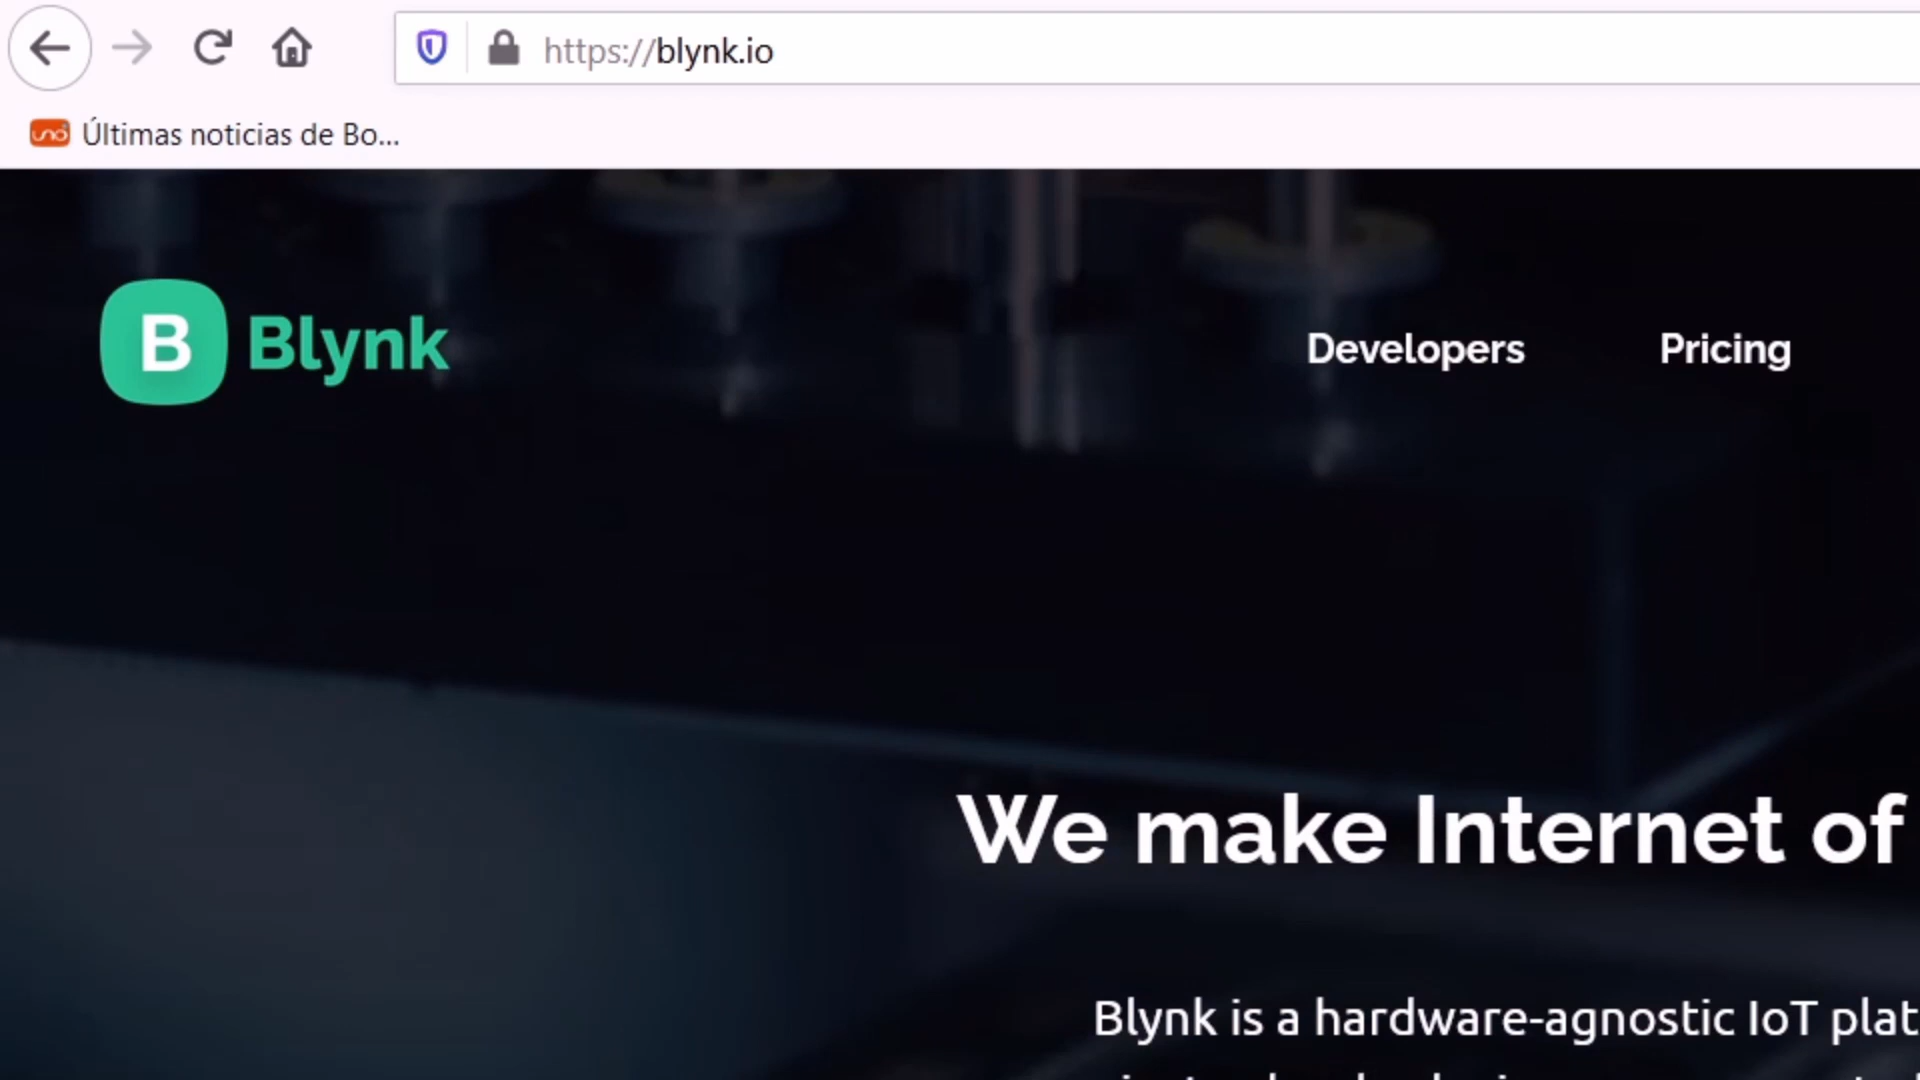 https://blynk.io
Últimas noticias de Bo...
B Blynk
Developers
Pricing
We make Internet of
Blynk is a hardware-agnostic IoT plat